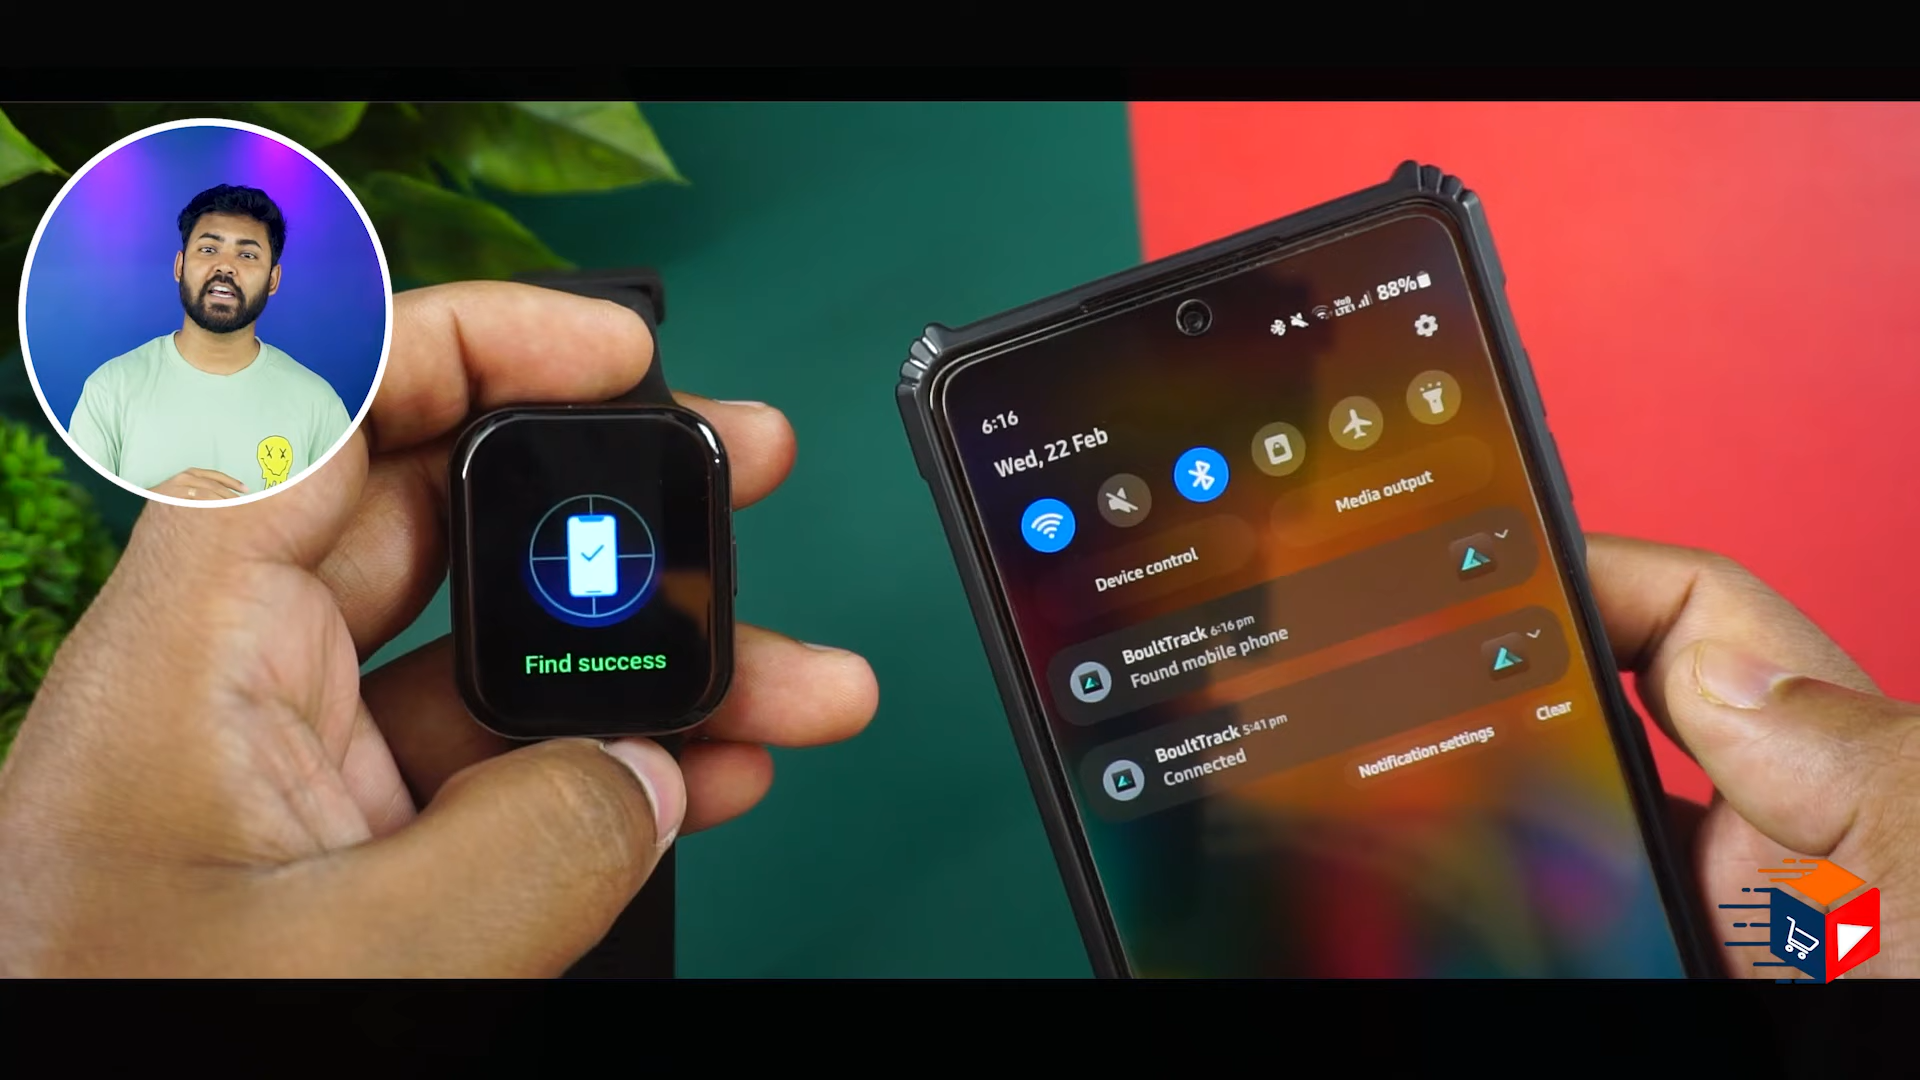 Find success
88%
6:16
Wed, 22 Feb
Media output
Device control
BoultTrack 6:16 pm
Found mobile phone
BoultTrack 5:41 pm
Connected
Notification settings
Clear